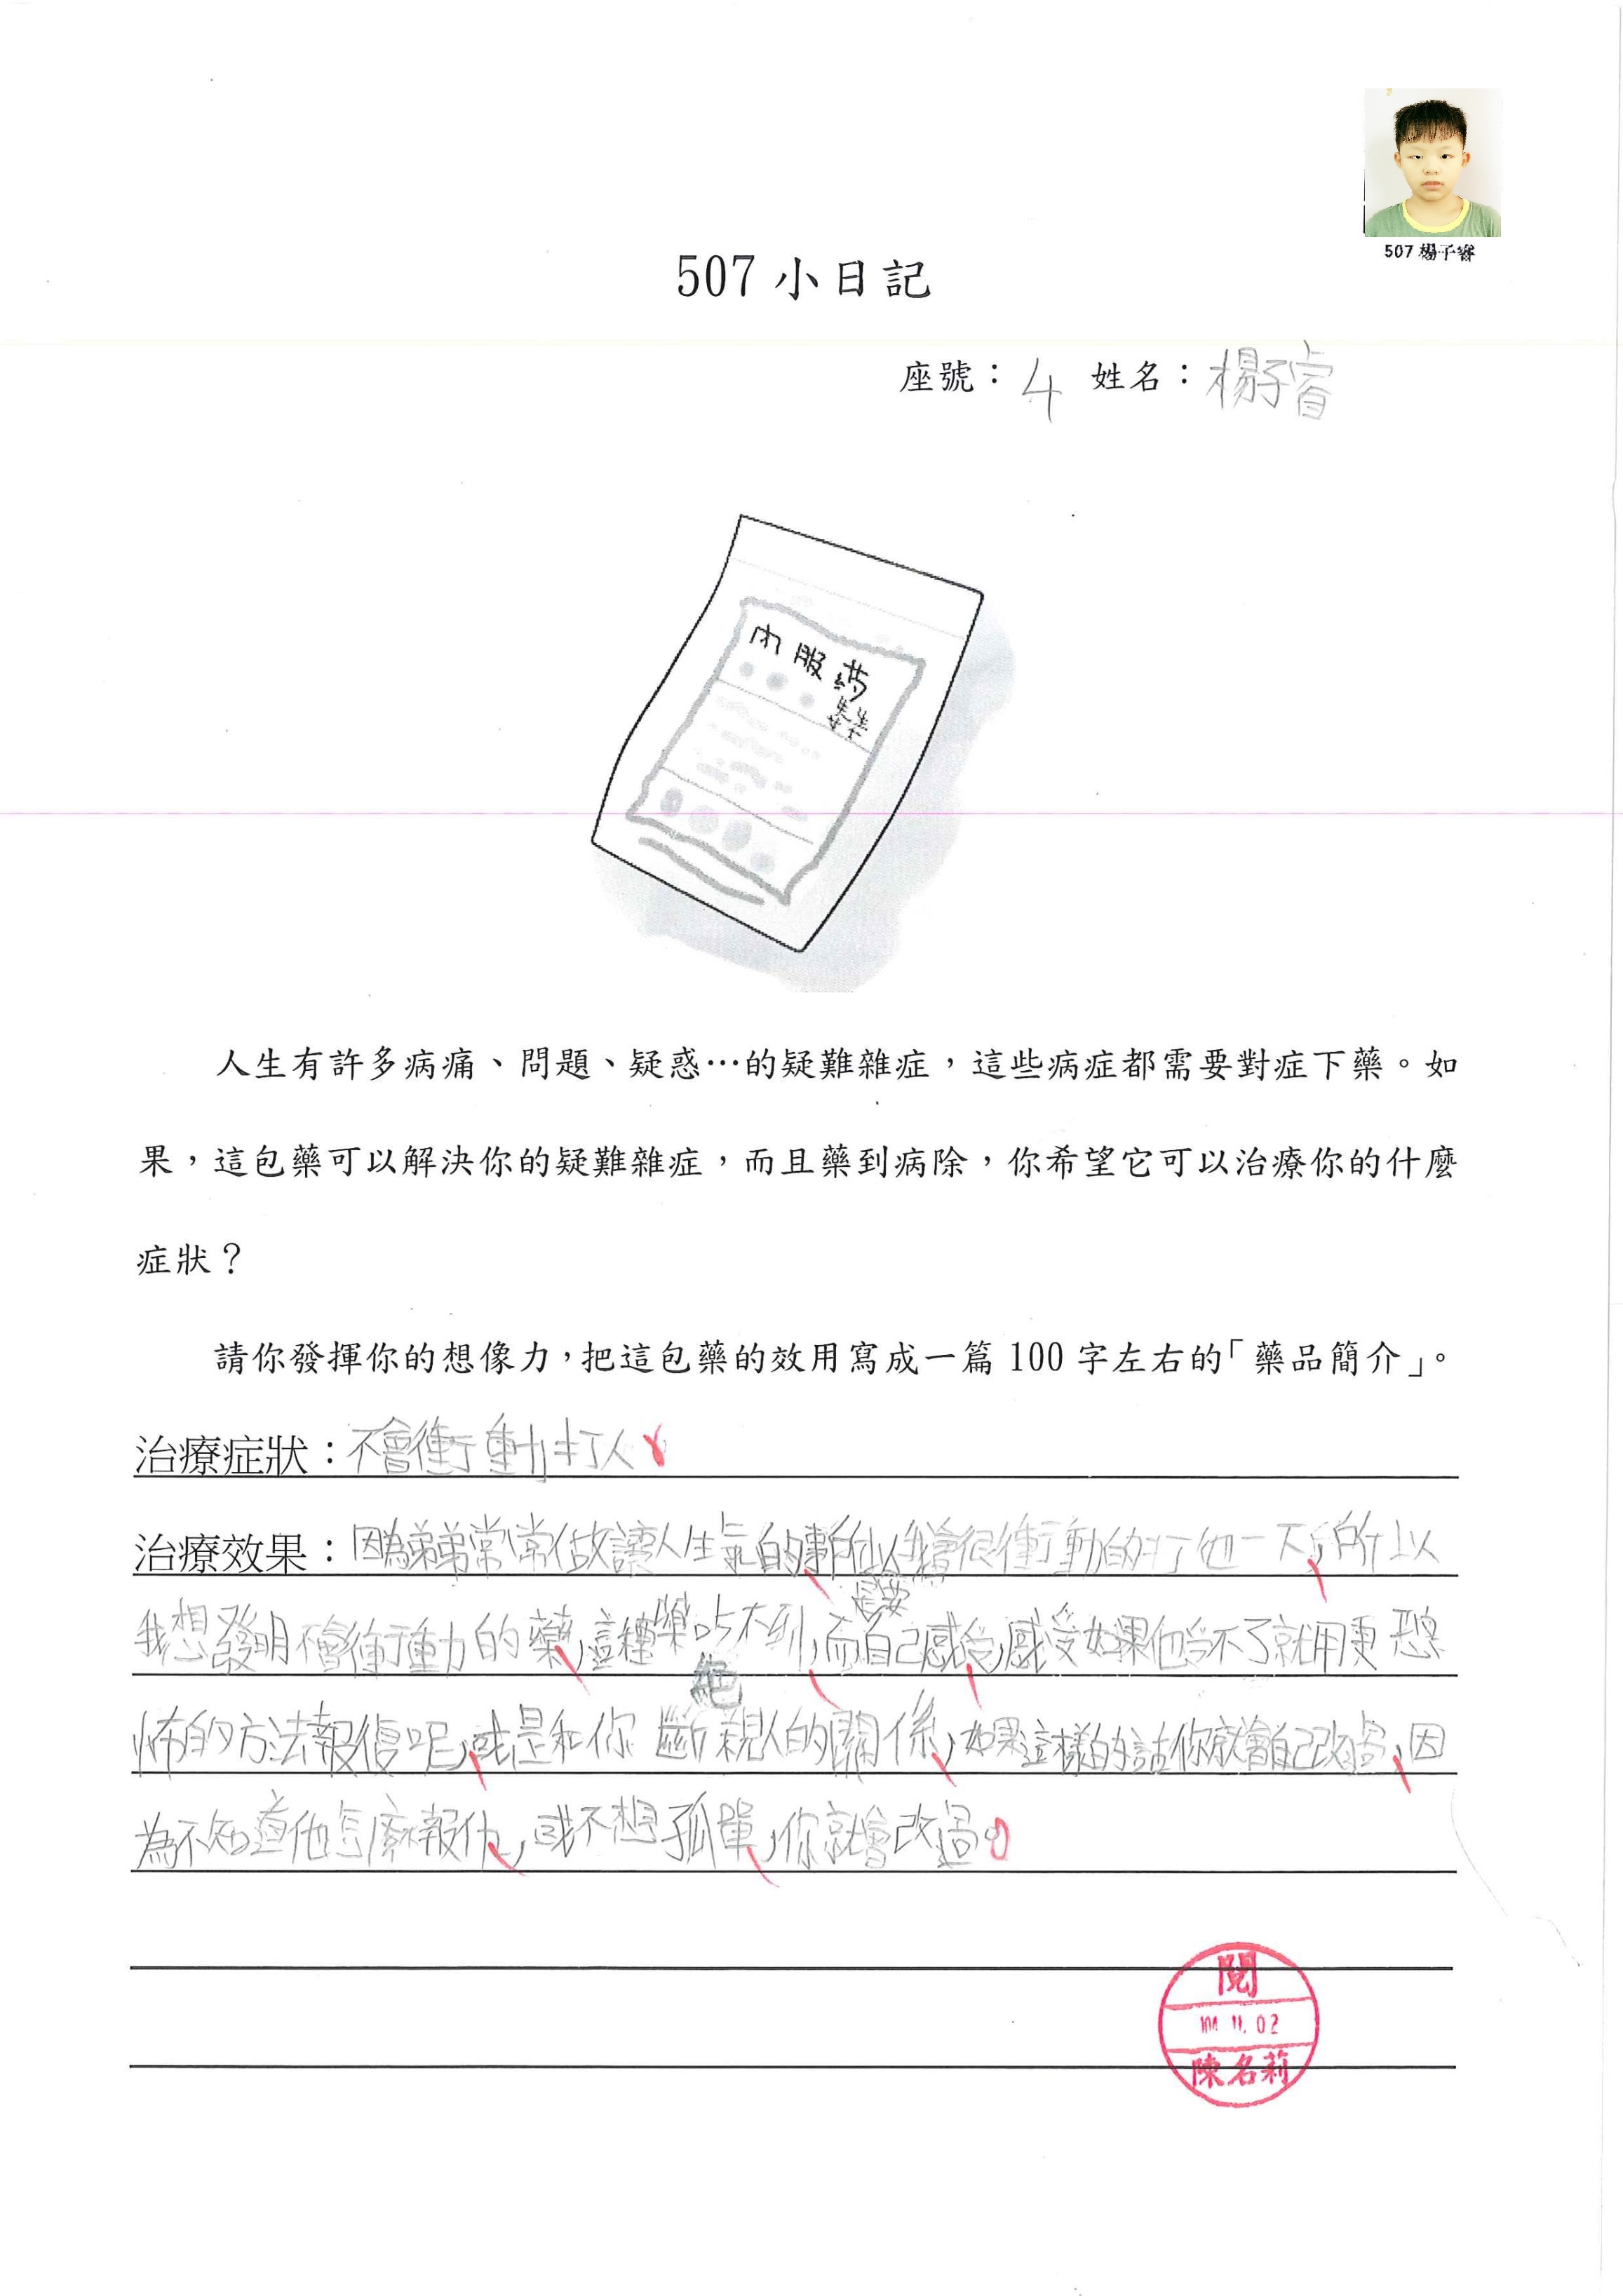 507 楊子睿
507 小日記
座號：4 姓名：楊子睿
內服藥
人生有許多病痛、問題、疑惑…的疑難雜症，這些病症都需要對症下藥。如
果，這包藥可以解決你的疑難雜症，而且藥到病除，你希望它可以治療你的什麼
症狀？
請你發揮你的想像力，把這包藥的效用寫成一篇 100 字左右的「藥品簡介」。
治療症狀：不會衝動打人。
治療效果：因為弟弟常常做讓人生氣的事，所以我會很衝動的打了他一下，所以
我想發明不會衝動的藥，這種藥吃不到，而是要自己感受，感受如果他受不了就用更恐
怖的方法報復呢，或是和你斷絕親人的關係，如果這樣的話你就會自己改過，因
為不知道他怎麼報仇，或不想孤單，你就會改過。
閱
11.02
陳名莉